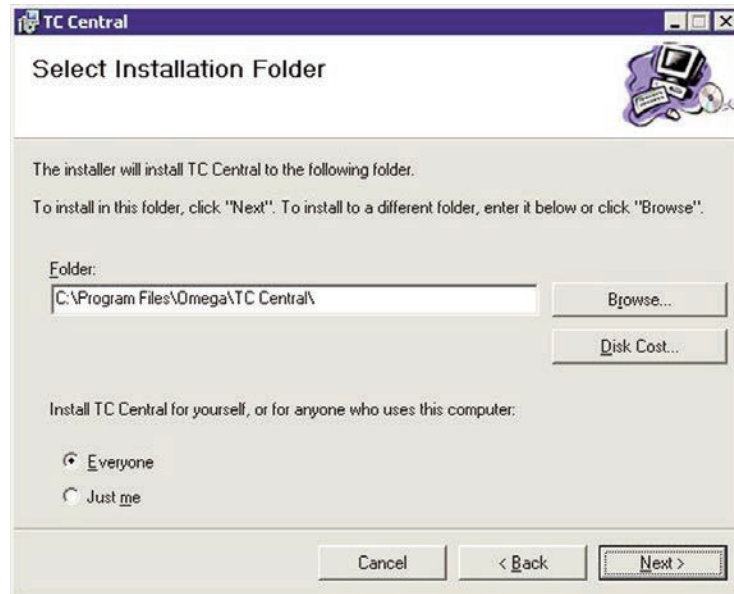 TC Central
Select Installation Folder
The installer will install TC Central to the following folder.
To install in this folder, click "Next". To install to a different folder, enter it below or click "Browse".
Folder:
C:\Program Files\Omega\TC Central\
Browse...
Disk Cost...
Install TC Central for yourself, or for anyone who uses this computer:
Everyone
Just me
Cancel
< Back
Next >